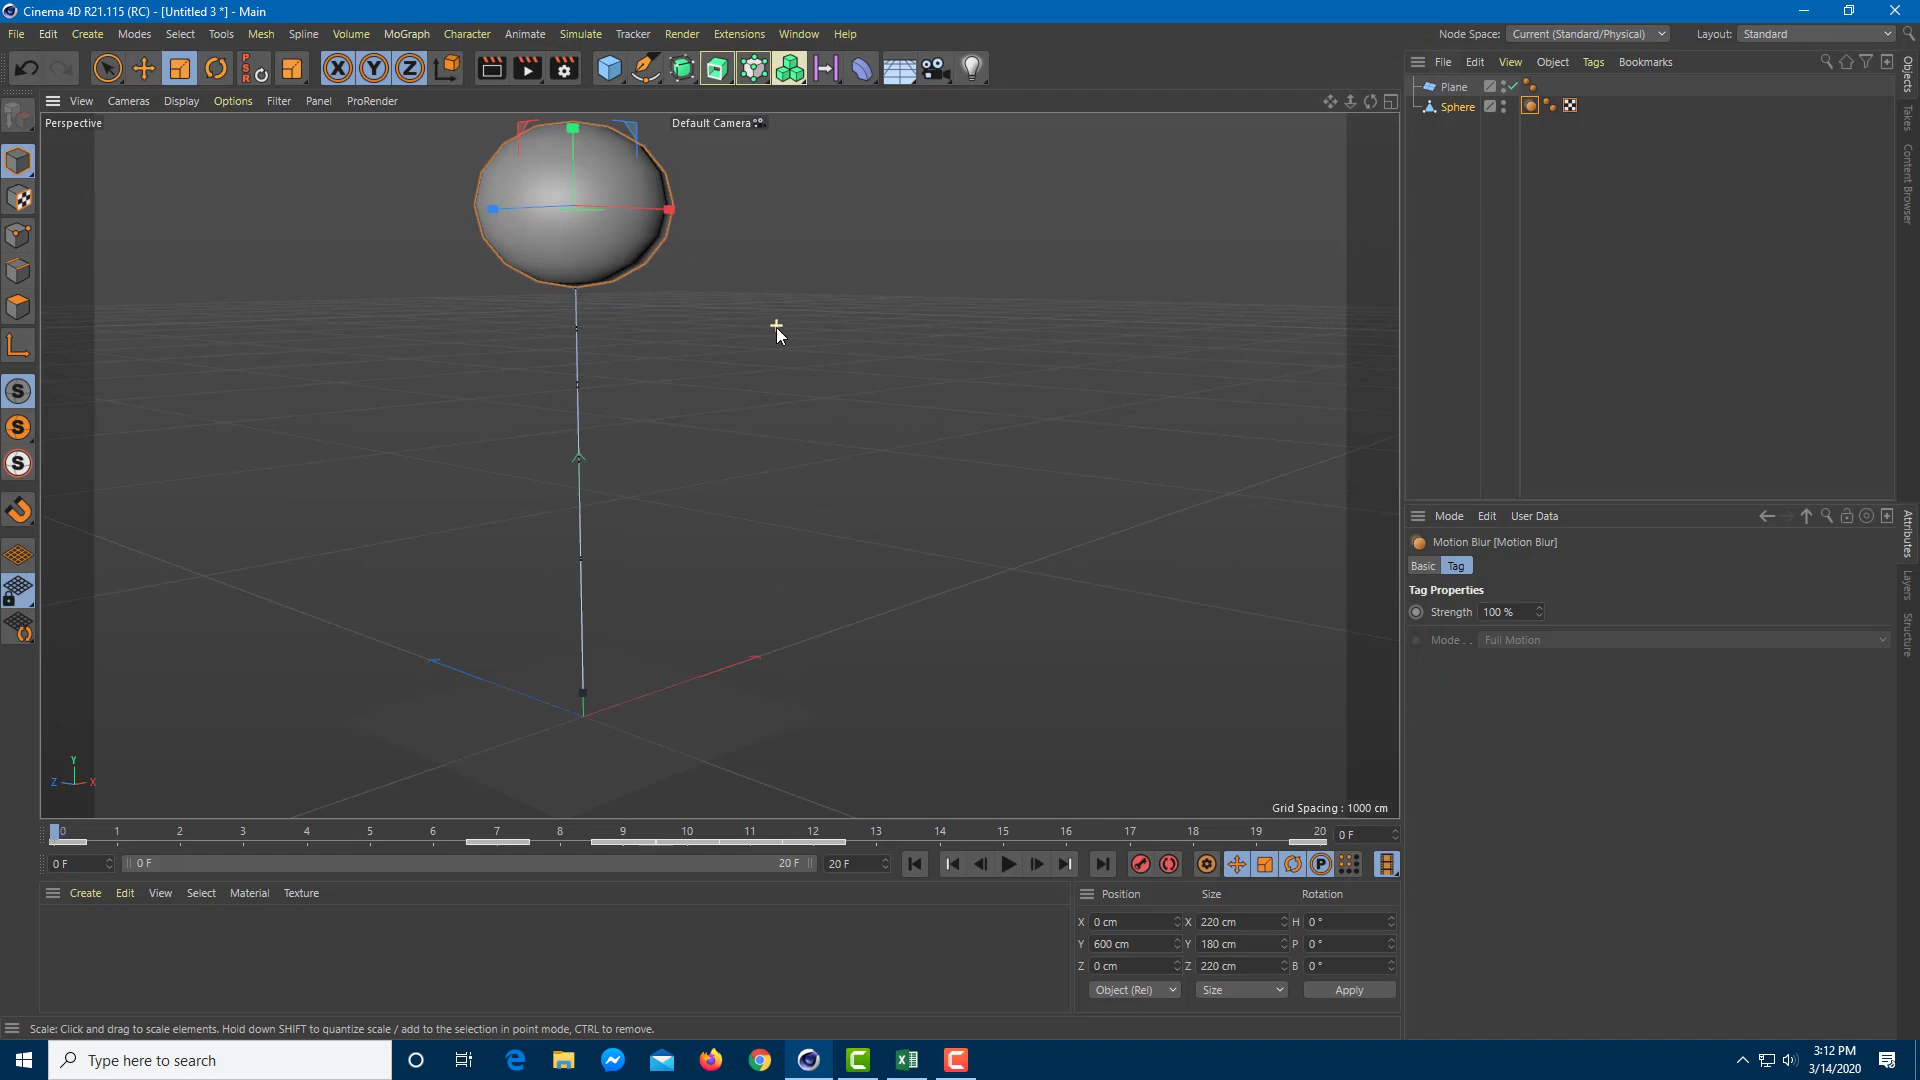 Cinema 4D R21.115 (RC) - [Untitled 3 *] - Main
File Edit Create Modes Select Tools Mesh Spline Volume MoGraph Character Animate Simulate Tracker Render Extensions Window Help
Node Space: Current (Standard/Physical) Layout: Standard
X Y Z
P
S
R
View Cameras Display Options Filter Panel ProRender
File Edit View Object Tags Bookmarks
Perspective
Default Camera
Plane
Sphere
Objects
Takes
Content Browser
S
S
S
Mode Edit User Data
Motion Blur [Motion Blur]
Basic Tag
Tag Properties
Strength 100 %
Mode . . Full Motion
Attributes
Layers
Structure
Y
Z X
Grid Spacing : 1000 cm
0 1 2 3 4 5 6 7 8 9 10 11 12 13 14 15 16 17 18 19 20 0 F
0 F 0 F 20 F 20 F P
Create Edit View Select Material Texture
Position Size Rotation
X 0 cm X 220 cm H 0 °
Y 600 cm Y 180 cm P 0 °
Z 0 cm Z 220 cm B 0 °
Object (Rel) Size Apply
Scale: Click and drag to scale elements. Hold down SHIFT to quantize scale / add to the selection in point mode, CTRL to remove.
Type here to search
3:12 PM
3/14/2020